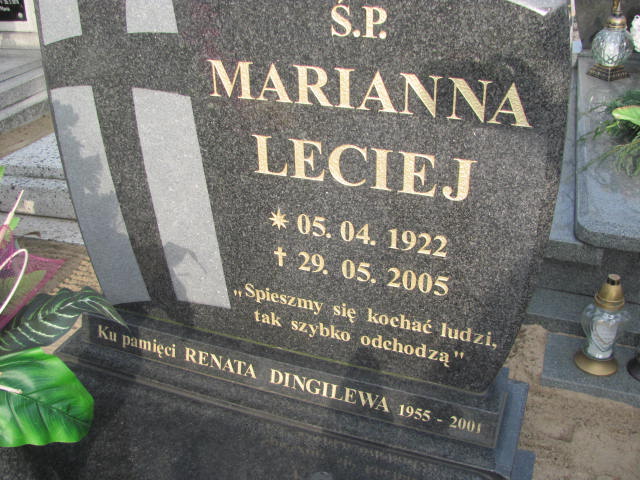 Ś.P.
MARIANNA
LECIEJ
✴ 05. 04. 1922
✝ 29. 05. 2005
„Spieszmy się kochać ludzi,
tak szybko odchodzą"
Ku pamięci RENATA DINGILEWA 1955 - 2001